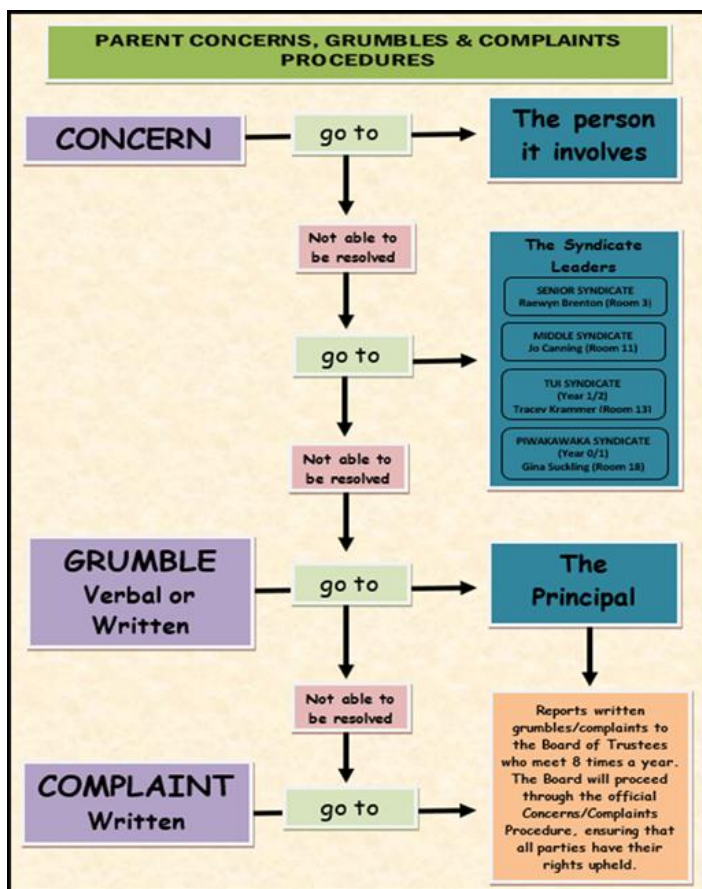 PARENT CONCERNS, GRUMBLES & COMPLAINTS
PROCEDURES
CONCERN
go to
The person
it involves
Not able to
be resolved
go to
The Syndicate
Leaders
SENIOR SYNDICATE
Raewyn Brenton (Room 3)
MIDDLE SYNDICATE
Jo Canning (Room 11)
TUI SYNDICATE
(Year 1/2)
Tracey Krammer (Room 13)
PIWAKAWAKA SYNDICATE
(Year 0/1)
Gina Suckling (Room 18)
Not able to
be resolved
GRUMBLE
Verbal or
Written
go to
The
Principal
Not able to
be resolved
COMPLAINT
Written
go to
Reports written
grumbles/complaints to
the Board of Trustees
who meet 8 times a year.
The Board will proceed
through the official
Concerns/Complaints
Procedure, ensuring that
all parties have their
rights upheld.